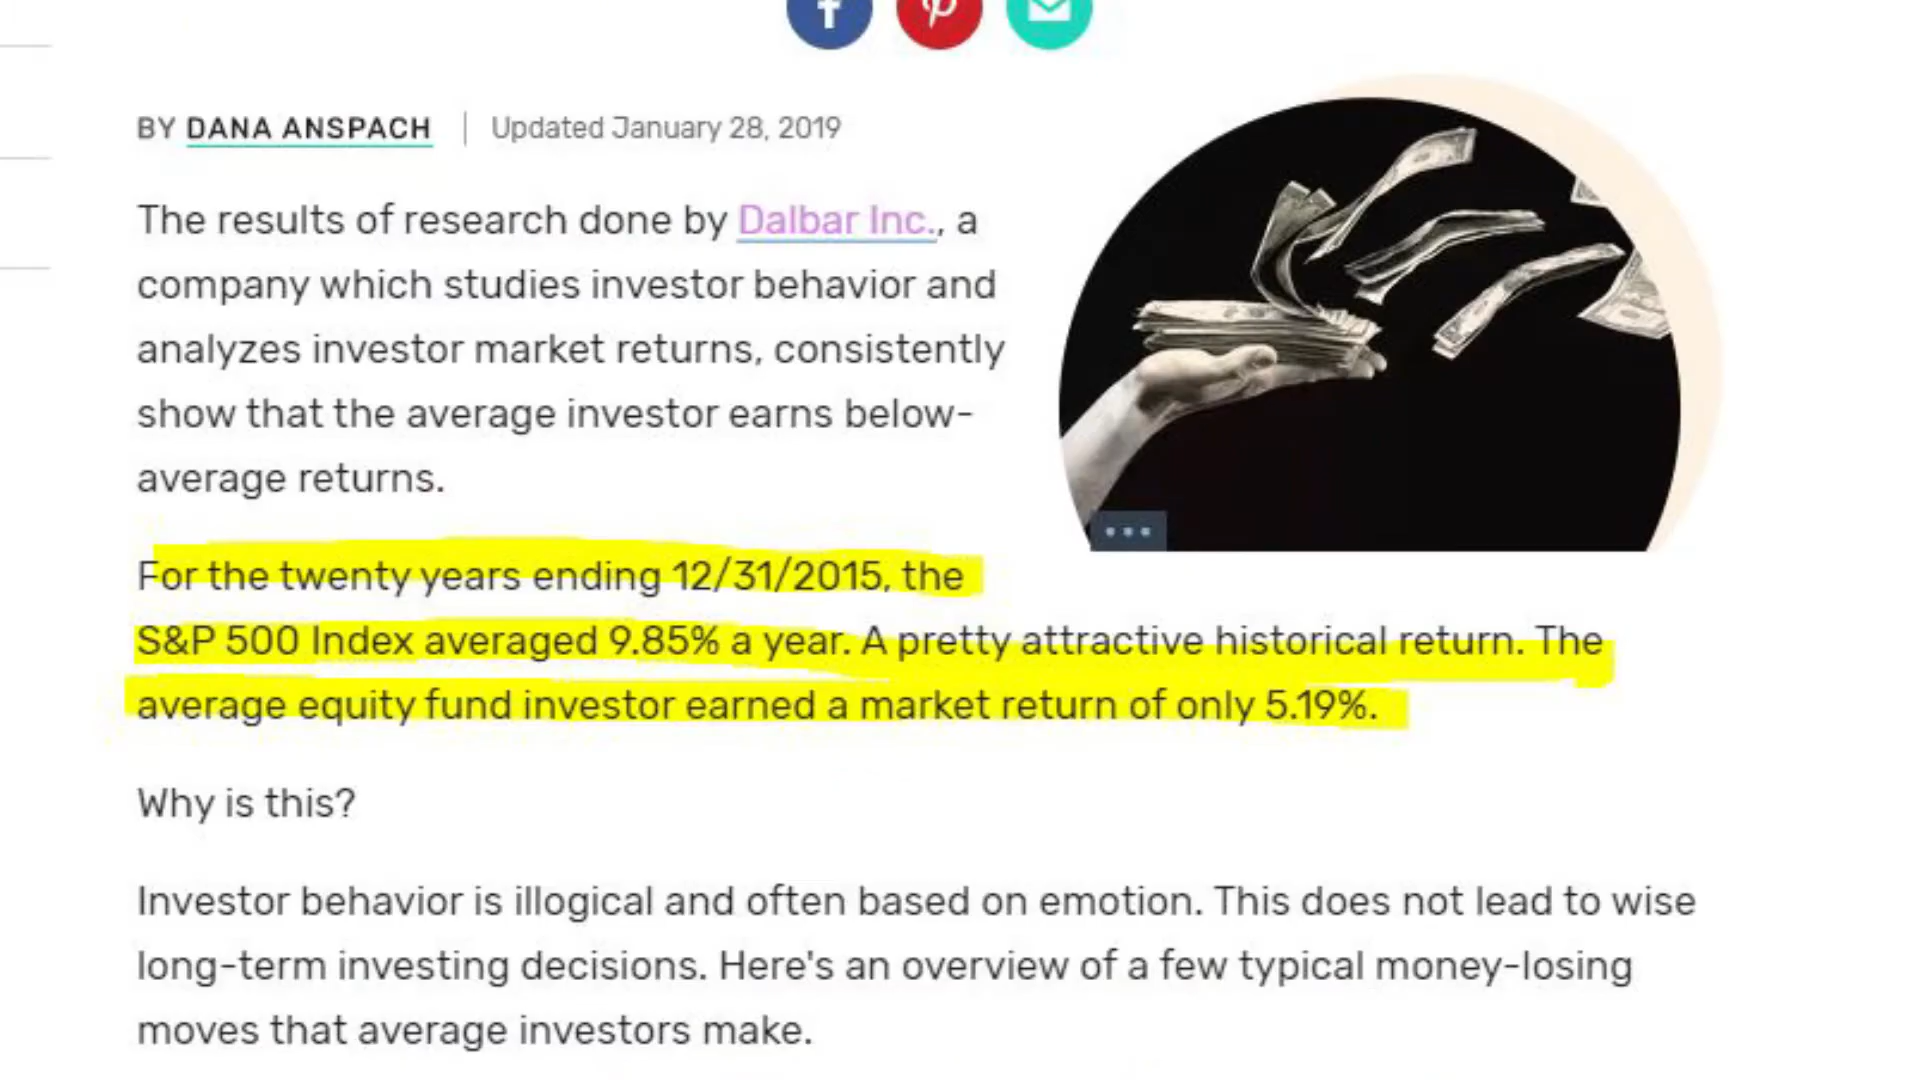 BY DANA ANSPACH | Updated January 28, 2019
The results of research done by Dalbar Inc., a
company which studies investor behavior and
analyzes investor market returns, consistently
show that the average investor earns below-
average returns.
For the twenty years ending 12/31/2015, the
S&P 500 Index averaged 9.85% a year. A pretty attractive historical return. The
average equity fund investor earned a market return of only 5.19%.
Why is this?
Investor behavior is illogical and often based on emotion. This does not lead to wise
long-term investing decisions. Here's an overview of a few typical money-losing
moves that average investors make.